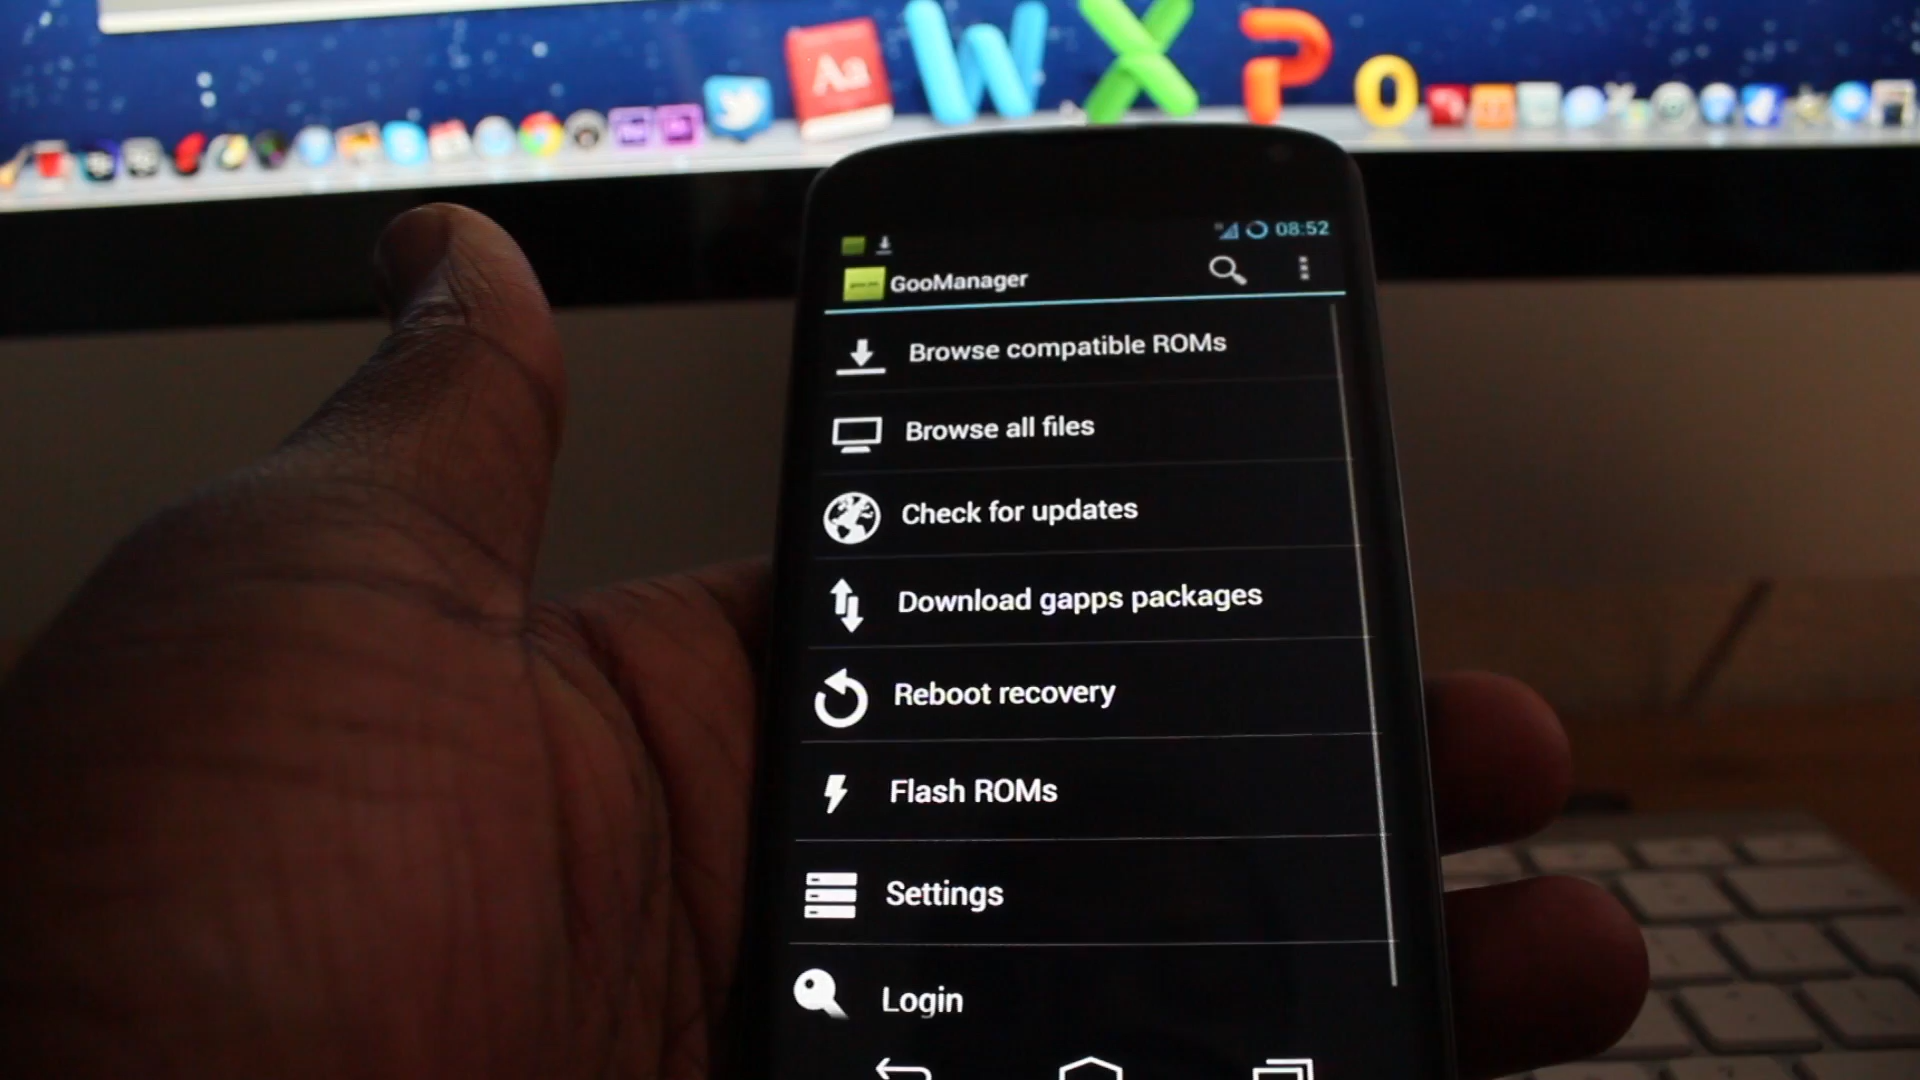 Aa
W
X
P
O
08:52
GooManager
Browse compatible ROMs
Browse all files
Check for updates
Download gapps packages
Reboot recovery
Flash ROMs
Settings
Login